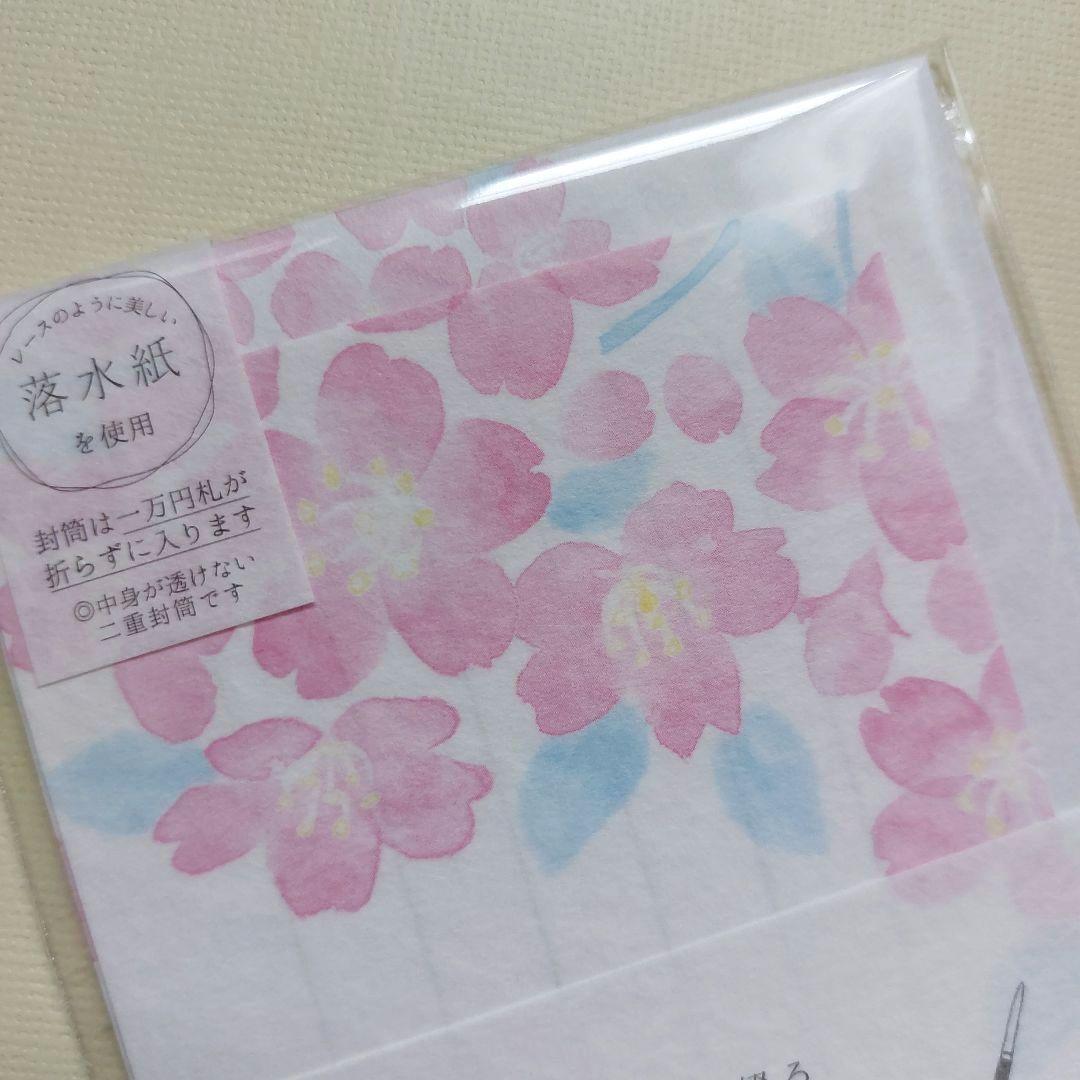 レースのように美しい
落水紙
を使用
封筒は一万円札が
折らずに入ります
◎中身が透けない
二重封筒です